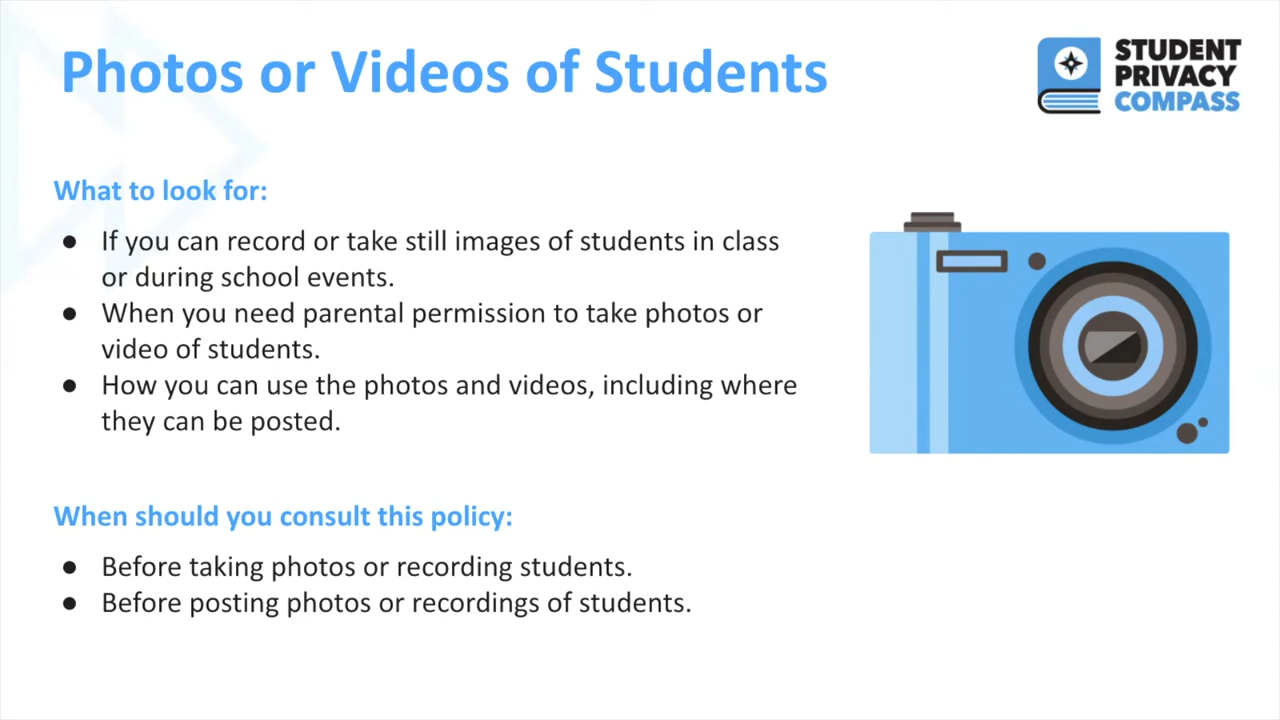 Photos or Videos of Students
STUDENT
PRIVACY
COMPASS
What to look for:
● If you can record or take still images of students in class
or during school events.
● When you need parental permission to take photos or
video of students.
● How you can use the photos and videos, including where
they can be posted.
When should you consult this policy:
● Before taking photos or recording students.
● Before posting photos or recordings of students.